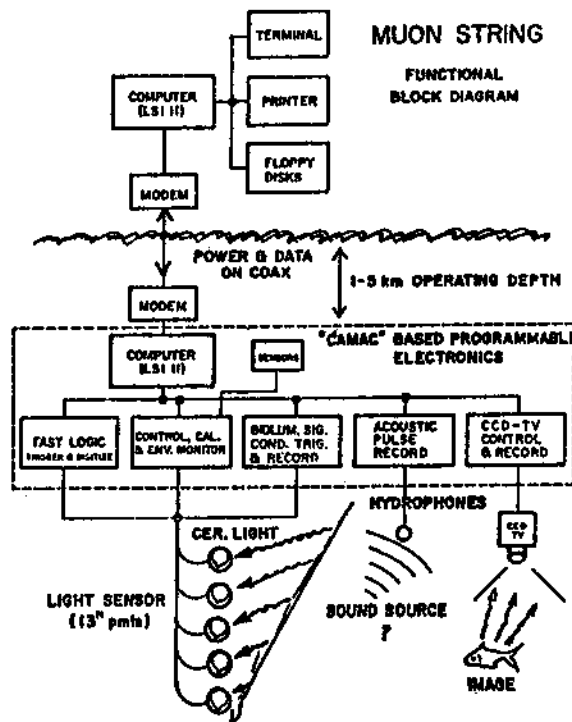 TERMINAL
MUON STRING
FUNCTIONAL
BLOCK DIAGRAM
COMPUTER
(LSI II)
PRINTER
FLOPPY
DISKS
MODEM
POWER & DATA
ON COAX
1-5 km OPERATING DEPTH
MODEM
"CAMAC" BASED PROGRAMMABLE
ELECTRONICS
COMPUTER
(LSI II)
SENSORS
FAST LOGIC
TRIGGER & DIGITIZE
CONTROL, CAL.
& ENV. MONITOR
BIOLUM. SIG.
COND. TRIG.
& RECORD
ACOUSTIC
PULSE
RECORD
CCD-TV
CONTROL
& RECORD
HYDROPHONES
CER. LIGHT
CCD
TV
LIGHT SENSOR
(13" pmts)
SOUND SOURCE
?
IMAGE